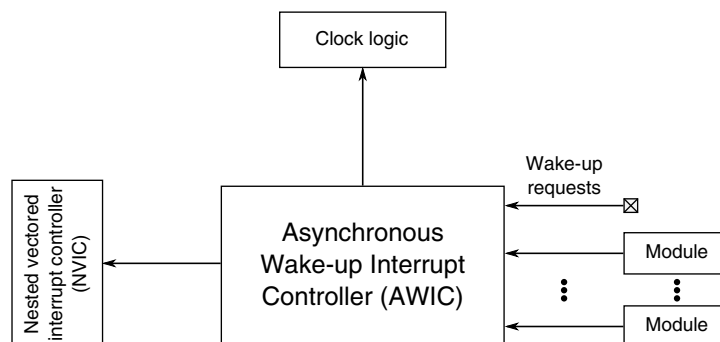 Clock logic
Wake-up
requests
Nested vectored
interrupt controller
(NVIC)
Asynchronous
Wake-up Interrupt
Controller (AWIC)
Module
Module